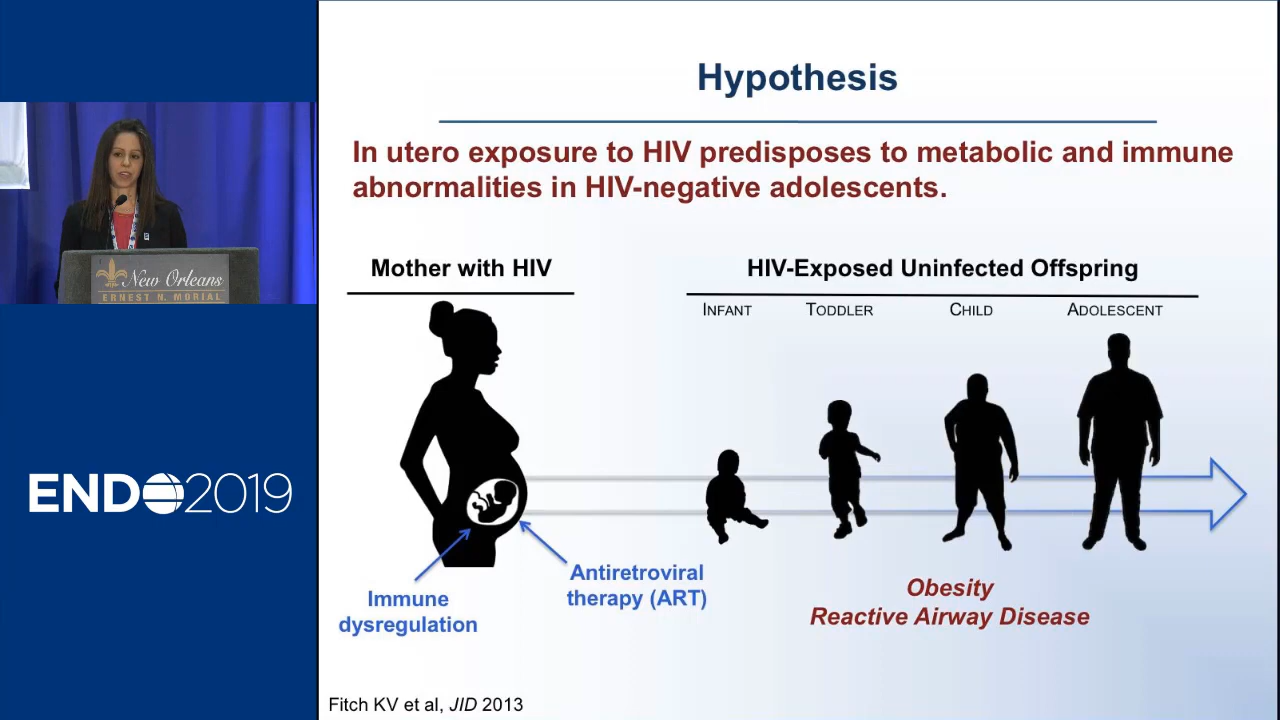 Hypothesis
In utero exposure to HIV predisposes to metabolic and immune
abnormalities in HIV-negative adolescents.
Mother with HIV
HIV-Exposed Uninfected Offspring
INFANT
TODDLER
CHILD
ADOLESCENT
Immune
dysregulation
Antiretroviral
therapy (ART)
Obesity
Reactive Airway Disease
Fitch KV et al, JID 2013
New Orleans
ERNEST N. MORIAL
ENDO2019